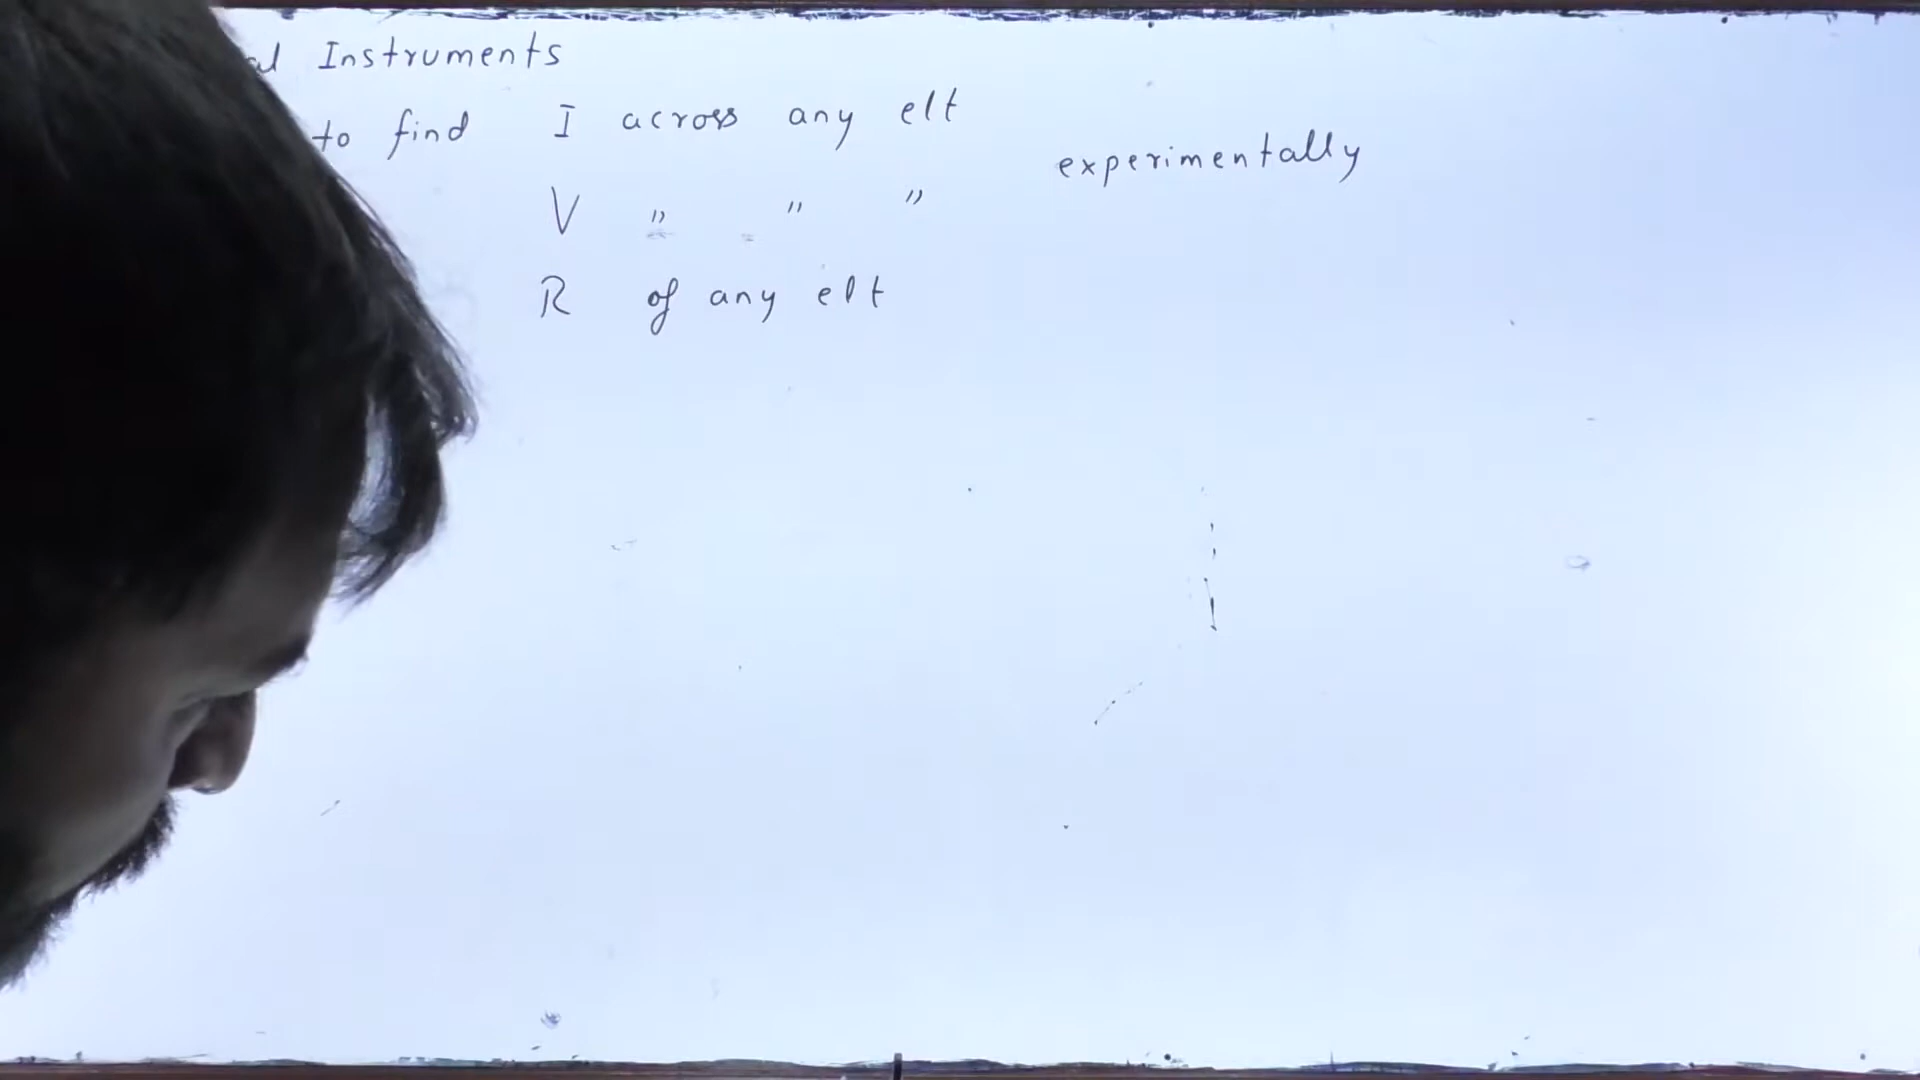 Instruments
to find I across any elt
experimentally
V " " "
R of any elt